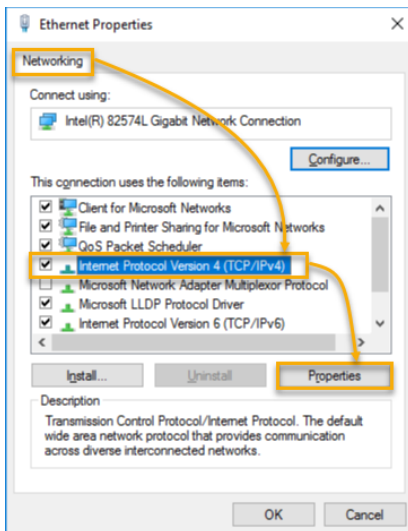 Ethernet Properties
Networking
Connect using:
Intel(R) 82574L Gigabit Network Connection
Configure...
This connection uses the following items:
Client for Microsoft Networks
File and Printer Sharing for Microsoft Networks
QoS Packet Scheduler
Internet Protocol Version 4 (TCP/IPv4)
Microsoft Network Adapter Multiplexor Protocol
Microsoft LLDP Protocol Driver
Internet Protocol Version 6 (TCP/IPv6)
Install...
Uninstall
Properties
Description
Transmission Control Protocol/Internet Protocol. The default
wide area network protocol that provides communication
across diverse interconnected networks.
OK
Cancel